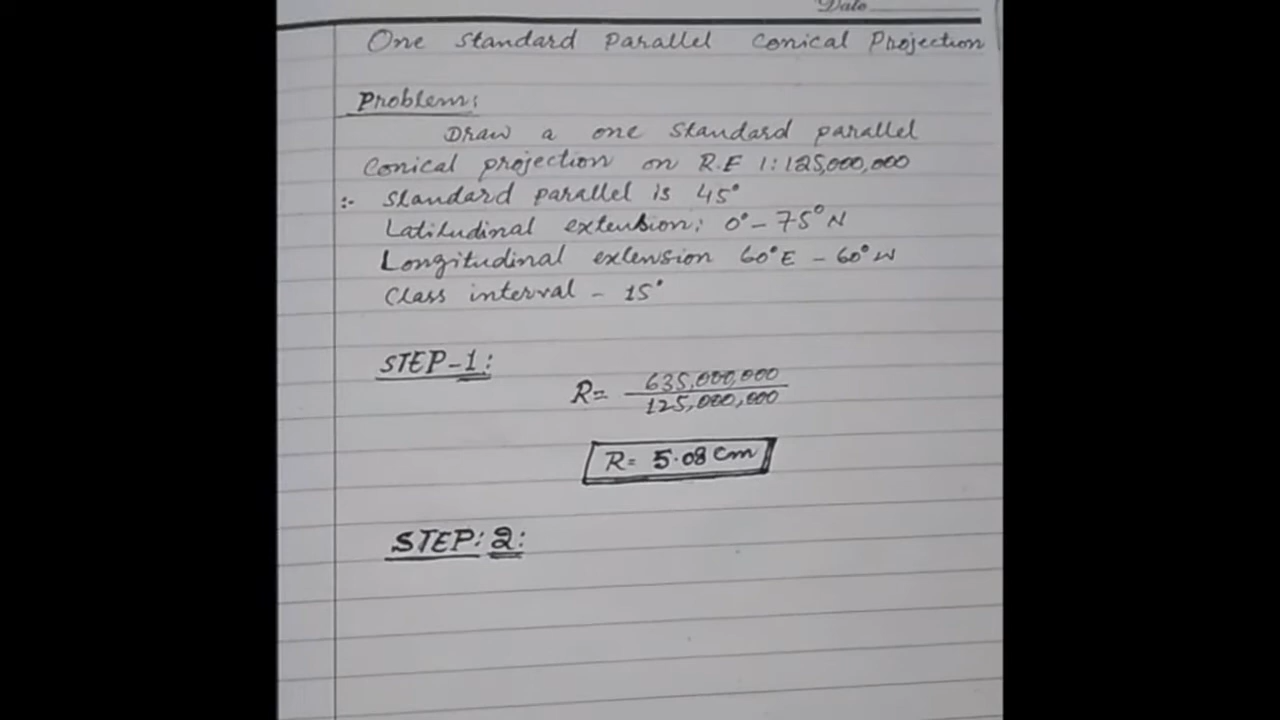 Date
One Standard Parallel Conical Projection
Problem:
Draw a one standard parallel
Conical projection on R.F 1:125,000,000
:- Standard parallel is 45°
Latitudinal extension: 0° - 75° N
Longitudinal extension 60° E - 60° W
Class interval - 15°
STEP-1:
R= 635,000,000
125,000,000
R= 5.08 Cm
STEP: 2: